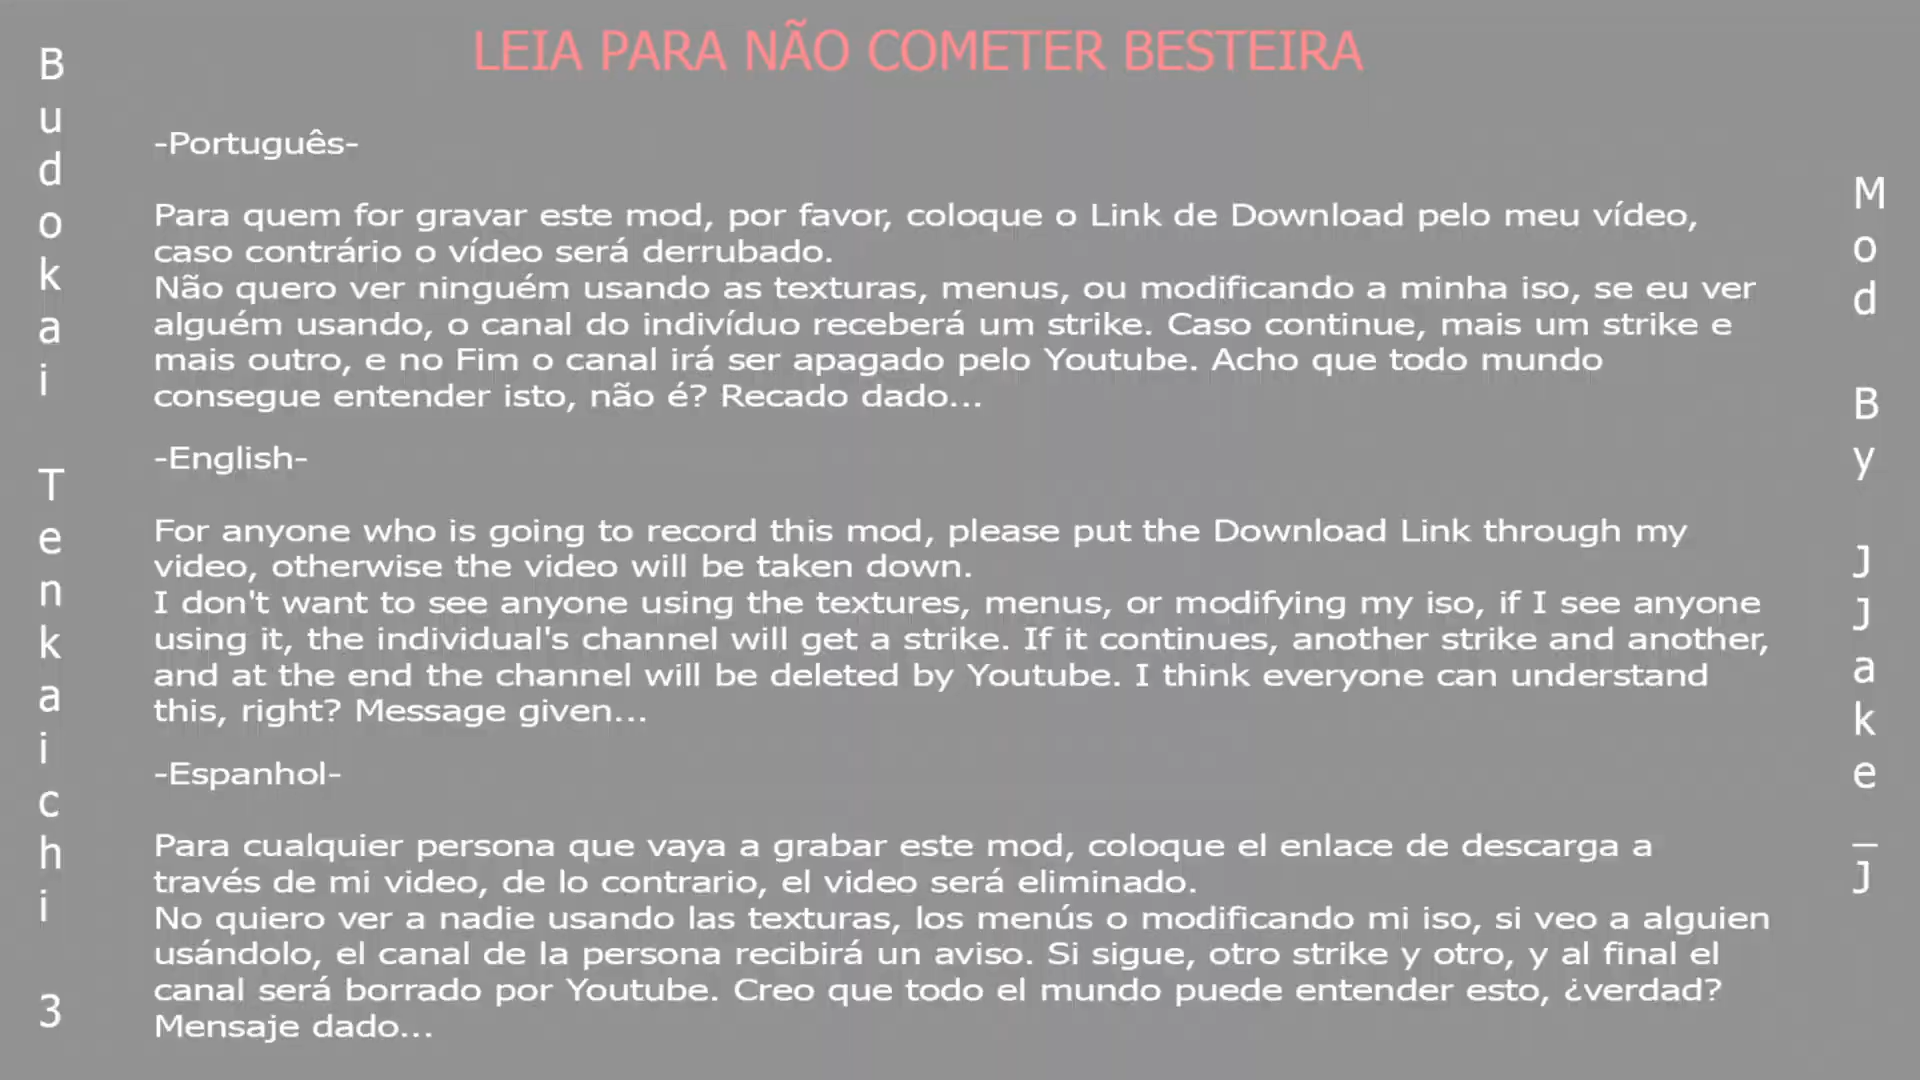 LEIA PARA NÃO COMETER BESTEIRA
Budokai Tenkaichi 3
-Português-
Para quem for gravar este mod, por favor, coloque o Link de Download pelo meu vídeo,
caso contrário o vídeo será derrubado.
Não quero ver ninguém usando as texturas, menus, ou modificando a minha iso, se eu ver
alguém usando, o canal do indivíduo receberá um strike. Caso continue, mais um strike e
mais outro, e no Fim o canal irá ser apagado pelo Youtube. Acho que todo mundo
consegue entender isto, não é? Recado dado...
-English-
For anyone who is going to record this mod, please put the Download Link through my
video, otherwise the video will be taken down.
I don't want to see anyone using the textures, menus, or modifying my iso, if I see anyone
using it, the individual's channel will get a strike. If it continues, another strike and another,
and at the end the channel will be deleted by Youtube. I think everyone can understand
this, right? Message given...
-Espanhol-
Para cualquier persona que vaya a grabar este mod, coloque el enlace de descarga a
través de mi video, de lo contrario, el video será eliminado.
No quiero ver a nadie usando las texturas, los menús o modificando mi iso, si veo a alguien
usándolo, el canal de la persona recibirá un aviso. Si sigue, otro strike y otro, y al final el
canal será borrado por Youtube. Creo que todo el mundo puede entender esto, ¿verdad?
Mensaje dado...
Mod By JJake_J